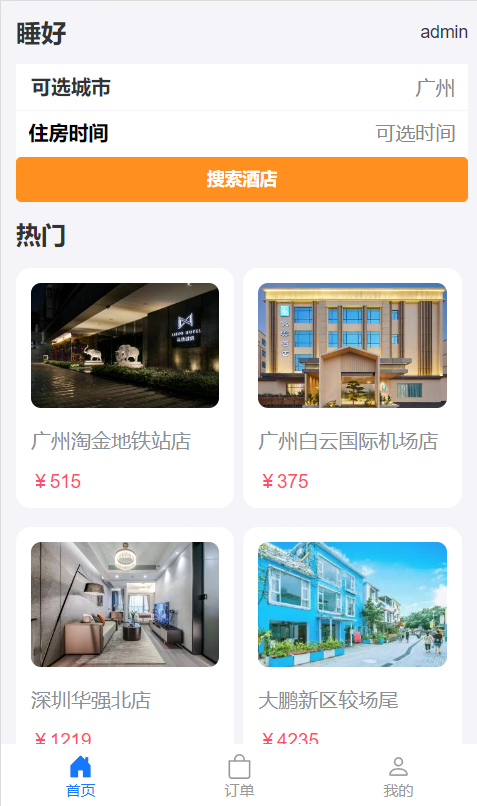 睡好
admin
可选城市
广州
住房时间
可选时间
搜索酒店
热门
广州淘金地铁站店
广州白云国际机场店
￥515
￥375
深圳华强北店
大鹏新区较场尾
￥1219
￥4235
首页
订单
我的